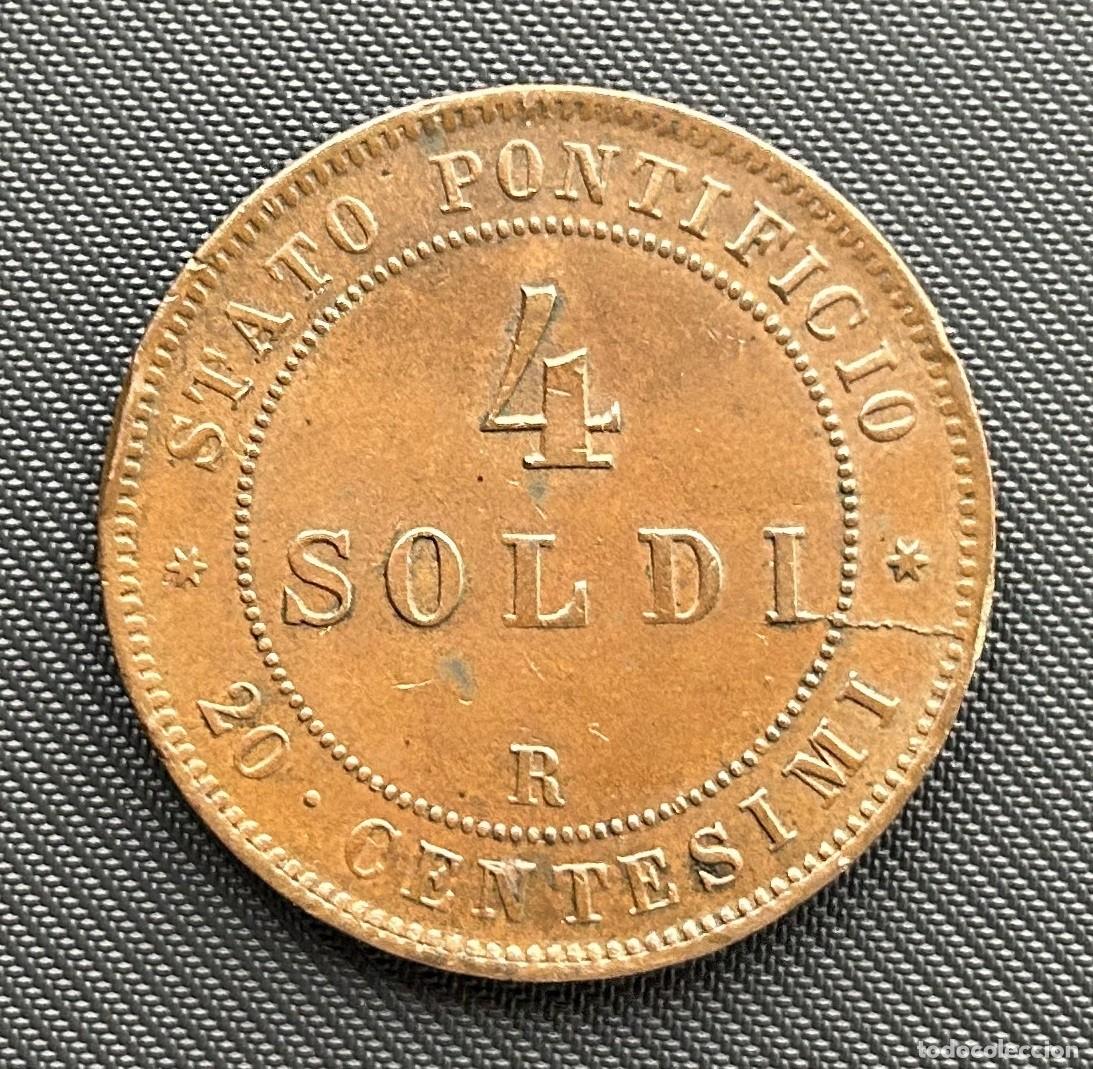 STATO PONTIFICIO
4
SOLDI
R
* 20 · CENTESIMI *
todocoleccion